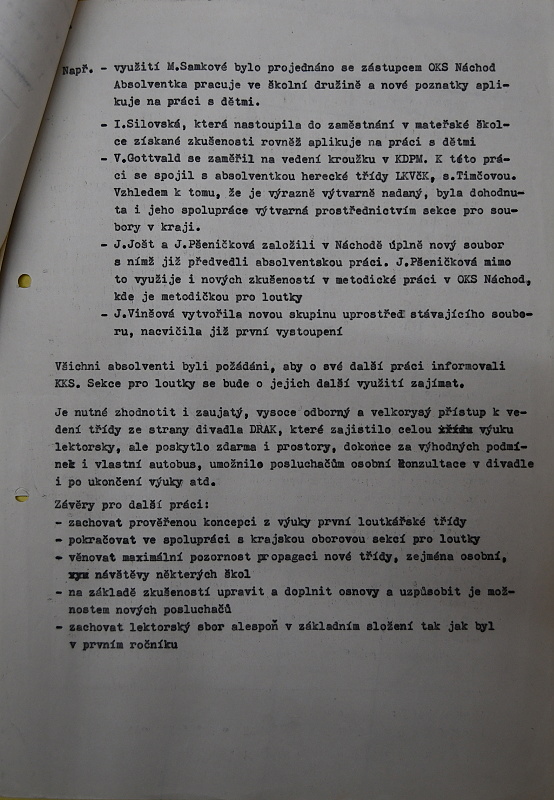 Např. - využití M.Samkové bylo projednáno se zástupcem OKS Náchod
Absolventka pracuje ve školní družině a nové poznatky apli-
kuje na práci s dětmi.
- I.Silovská, která nastoupila do zaměstnání v mateřské škol-
ce získané zkušenosti rovněž aplikuje na práci s dětmi
- V.Gottvald se zaměřil na vedení kroužku v KDPM. K této prá-
ci se spojil s absolventkou herecké třídy LKVČK, s.Timčovou.
Vzhledem k tomu, že je výrazně výtvarně nadaný, byla dohodnu-
ta i jeho spolupráce výtvarná prostřednictvím sekce pro sou-
bory v kraji.
- J.Jošt a J.Pšeničková založili v Náchodě úplně nový soubor
s nímž již předvedli absolventskou práci. J.Pšeničková mimo
to využije i nových zkušeností v metodické práci v OKS Náchod,
kde je metodičkou pro loutky
- J.Vinšová vytvořila novou skupinu uprostřed stávajícího soubo-
ru, nacvičila již první vystoupení
Všichni absolventi byli požádáni, aby o své další práci informovali
KKS. Sekce pro loutky se bude o jejich další využití zajímat.
Je nutné zhodnotit i zaujatý, vysoce odborný a velkorysý přístup k ve-
dení třídy ze strany divadla DRAK, které zajistilo celou výuku
lektorsky, ale poskytlo zdarma i prostory, dokonce za výhodných podmí-
nek i vlastní autobus, umožnilo posluchačům osobní konzultace v divadle
i po ukončení výuky atd.
Závěry pro další práci:
- zachovat prověřenou koncepci z výuky první loutkářské třídy
- pokračovat ve spolupráci s krajskou oborovou sekcí pro loutky
- věnovat maximální pozornost propagaci nové třídy, zejména osobní,
návštěvy některých škol
- na základě zkušeností upravit a doplnit osnovy a uzpůsobit je mož-
nostem nových posluchačů
- zachovat lektorský sbor alespoň v základním složení tak jak byl
v prvním ročníku